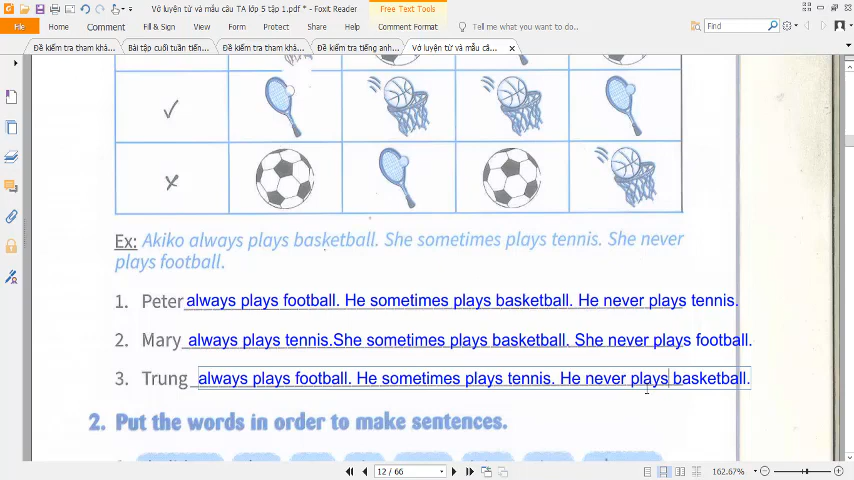 Vở luyện từ và mẫu câu TA lớp 5 tập 1.pdf* - Foxit Reader
Free Text Tools
File Home Comment Fill & Sign View Form Protect Share Help Comment Format Tell me what you want to do... Find
Đề kiểm tra tham khả... Bài tập cuối tuần tiến... Đề kiểm tra tham khả... Đề kiểm tra tiếng anh... Vở luyện từ và mẫu câ...
Ex: Akiko always plays basketball. She sometimes plays tennis. She never
plays football.
1. Peter always plays football. He sometimes plays basketball. He never plays tennis.
2. Mary always plays tennis.She sometimes plays basketball. She never plays football.
3. Trung always plays football. He sometimes plays tennis. He never plays basketball.
2. Put the words in order to make sentences.
12 / 66
162.67%